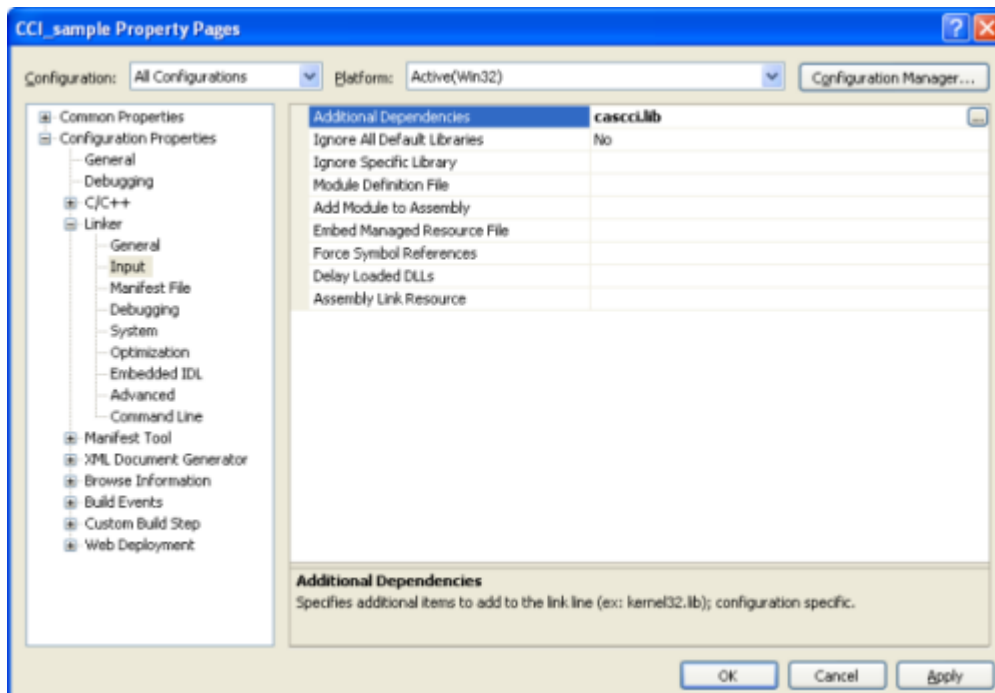 CCI_sample Property Pages
Configuration: All Configurations Platform: Active(Win32) Configuration Manager...
Common Properties
Configuration Properties
General
Debugging
C/C++
Linker
General
Input
Manifest File
Debugging
System
Optimization
Embedded IDL
Advanced
Command Line
Manifest Tool
XML Document Generator
Browse Information
Build Events
Custom Build Step
Web Deployment
Additional Dependencies cascci.lib ...
Ignore All Default Libraries No
Ignore Specific Library
Module Definition File
Add Module to Assembly
Embed Managed Resource File
Force Symbol References
Delay Loaded DLLs
Assembly Link Resource
Additional Dependencies
Specifies additional items to add to the link line (ex: kernel32.lib); configuration specific.
OK Cancel Apply